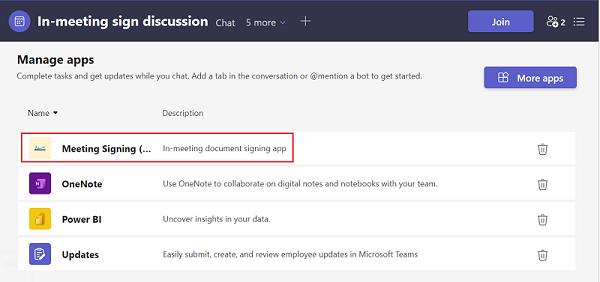 In-meeting sign discussion Chat 5 more Join 2
Manage apps
Complete tasks and get updates while you chat. Add a tab in the conversation or @mention a bot to get started.
More apps
Name Description
Meeting Signing (... In-meeting document signing app
OneNote Use OneNote to collaborate on digital notes and notebooks with your team.
Power BI Uncover insights in your data.
Updates Easily submit, create, and review employee updates in Microsoft Teams